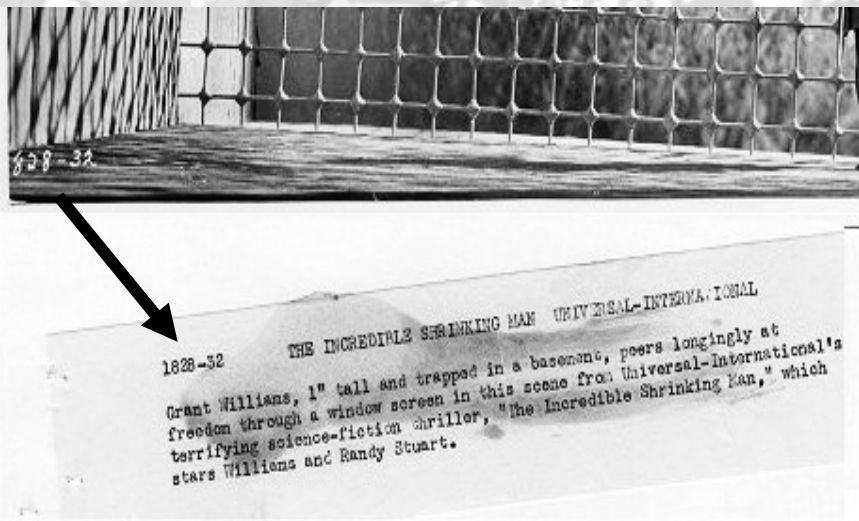 828-32
1828-32 THE INCREDIBLE SHRINKING MAN UNIVERSAL-INTERNATIONAL
Grant Williams, 1" tall and trapped in a basement, peers longingly at
freedom through a window screen in this scene from Universal-International's
terrifying science-fiction thriller, "The Incredible Shrinking Man," which
stars Williams and Randy Stuart.